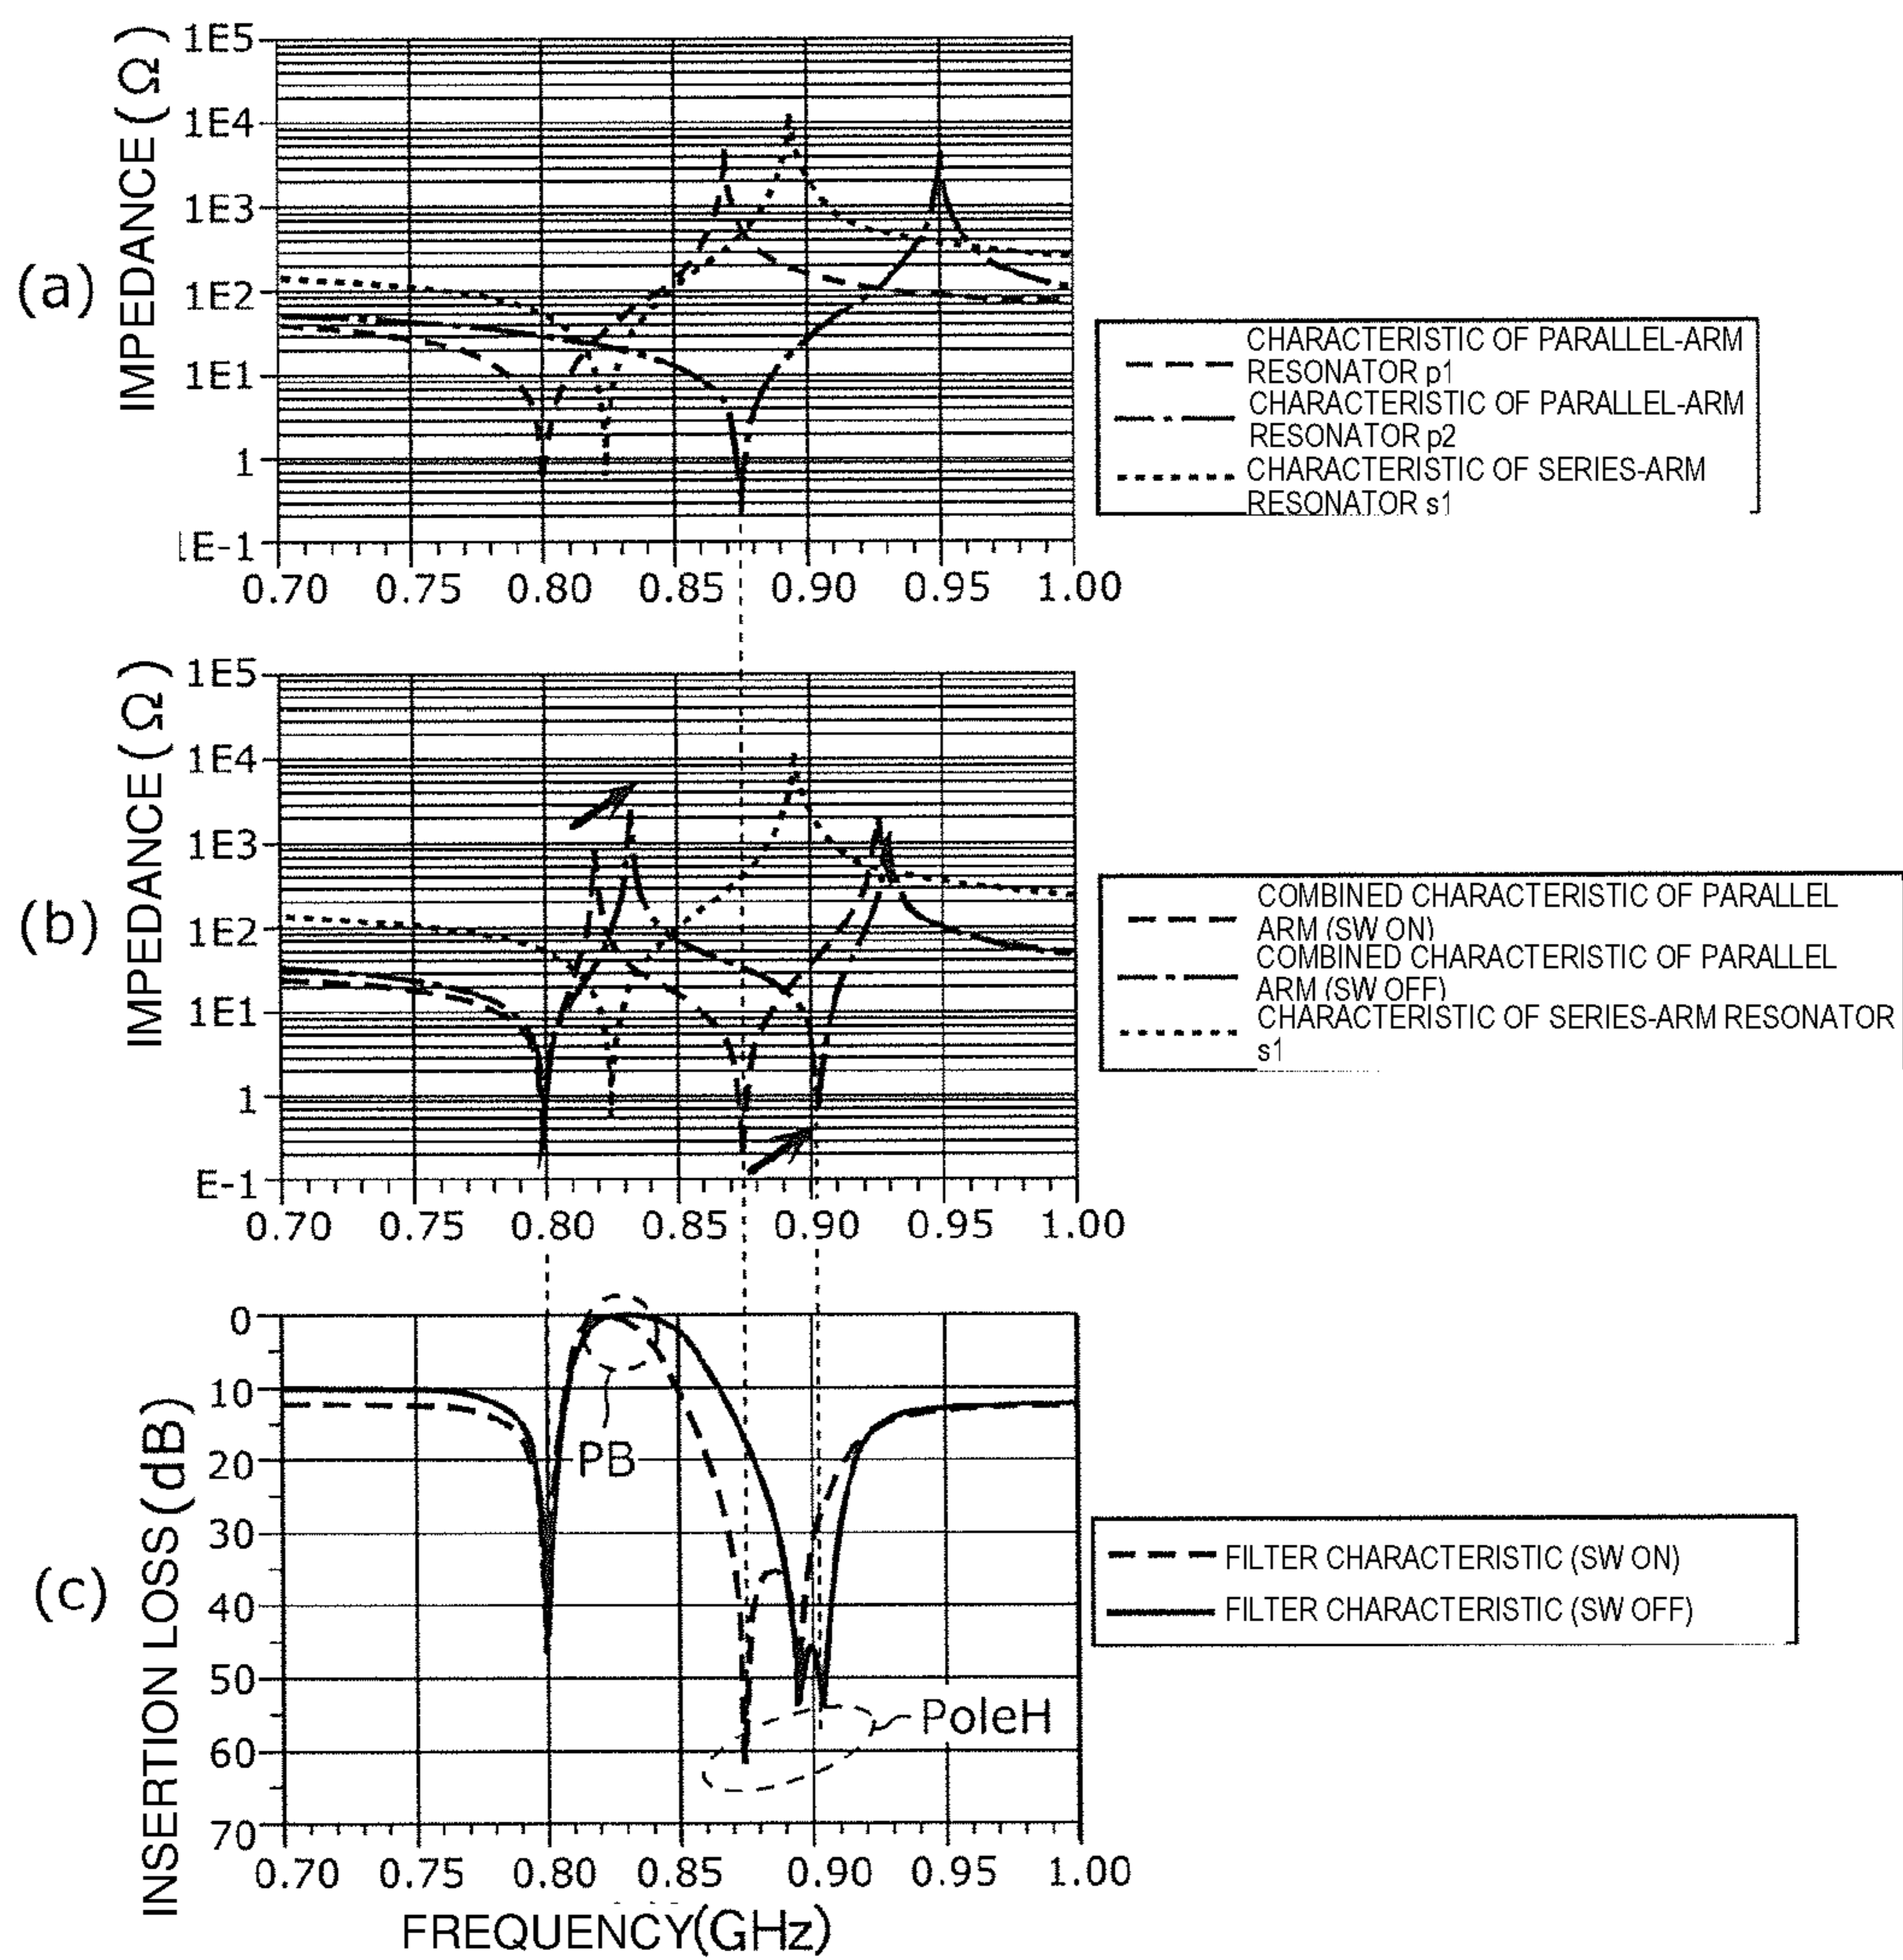 (a)
IMPEDANCE (Ω)
1E5
1E4
1E3
1E2
1E1
1
1E-1
0.70 0.75 0.80 0.85 0.90 0.95 1.00
CHARACTERISTIC OF PARALLEL-ARM
RESONATOR p1
CHARACTERISTIC OF PARALLEL-ARM
RESONATOR p2
CHARACTERISTIC OF SERIES-ARM
RESONATOR s1
(b)
IMPEDANCE (Ω)
1E5
1E4
1E3
1E2
1E1
1
E-1
0.70 0.75 0.80 0.85 0.90 0.95 1.00
COMBINED CHARACTERISTIC OF PARALLEL
ARM (SW ON)
COMBINED CHARACTERISTIC OF PARALLEL
ARM (SW OFF)
CHARACTERISTIC OF SERIES-ARM RESONATOR
s1
(c)
INSERTION LOSS (dB)
0
10
20
30
40
50
60
70
PB
PoleH
0.70 0.75 0.80 0.85 0.90 0.95 1.00
FREQUENCY(GHz)
FILTER CHARACTERISTIC (SW ON)
FILTER CHARACTERISTIC (SW OFF)